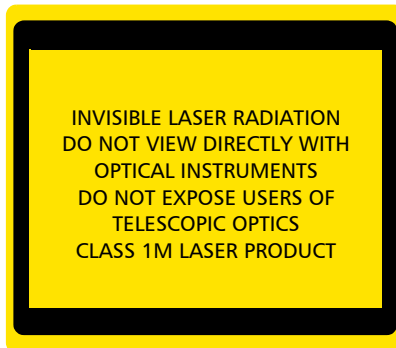 INVISIBLE LASER RADIATION
DO NOT VIEW DIRECTLY WITH
OPTICAL INSTRUMENTS
DO NOT EXPOSE USERS OF
TELESCOPIC OPTICS
CLASS 1M LASER PRODUCT